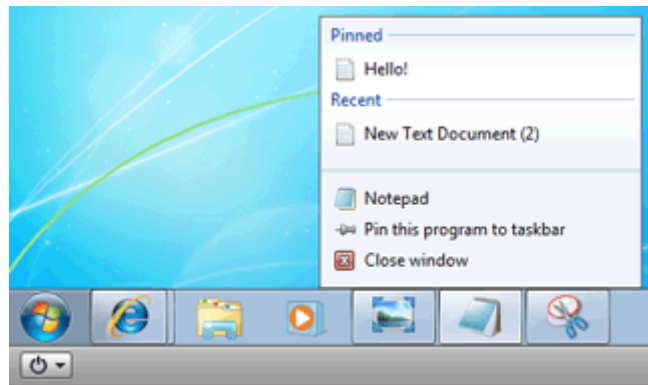 Pinned
Hello!
Recent
New Text Document (2)
Notepad
Pin this program to taskbar
Close window